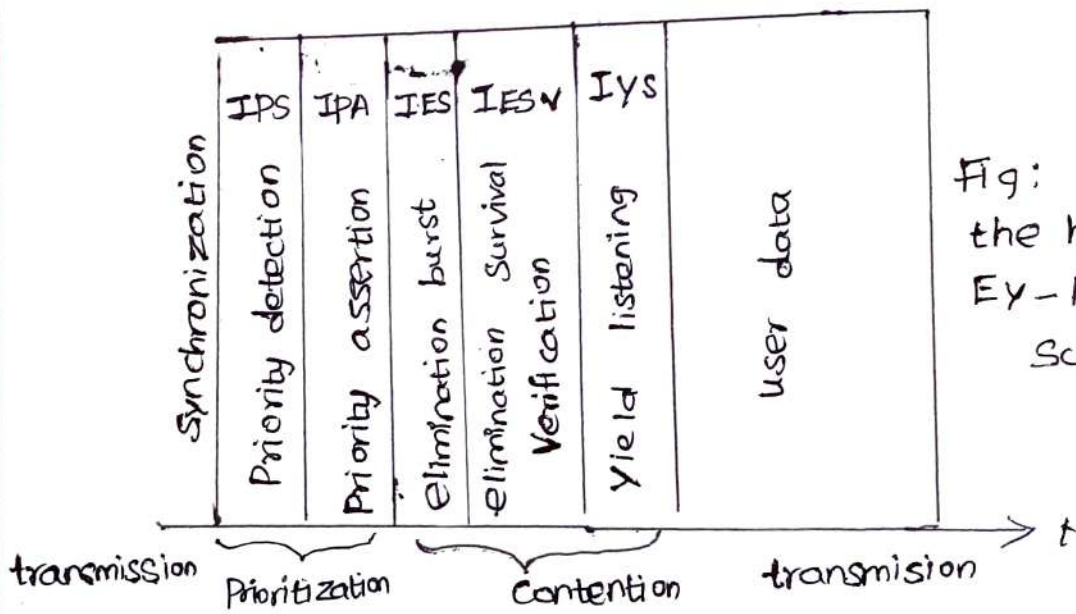 IPS IPA IES IESV IYS
Synchronization
Priority detection
Priority assertion
elimination burst
elimination Survival
Verification
Yield listening
user data
Fig:
the
EY-
t
transmission
Prioritization
Contention
transmision